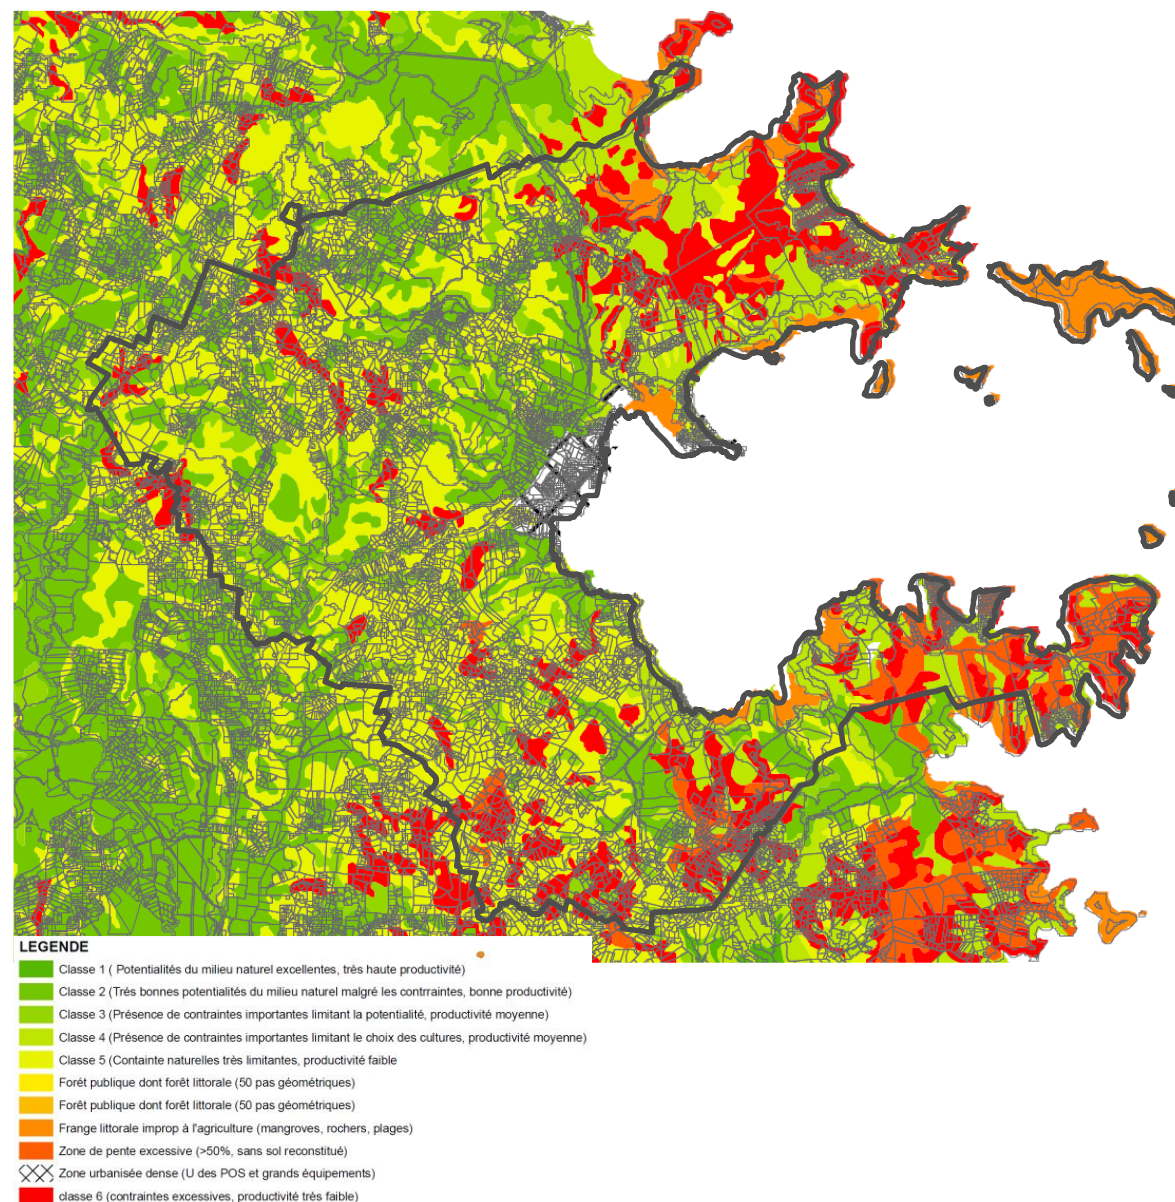 LEGENDE
Classe 1 ( Potentialités du milieu naturel excellentes, très haute productivité)
Classe 2 (Trés bonnes potentialités du milieu naturel malgré les contrraintes, bonne productivité)
Classe 3 (Présence de contraintes importantes limitant la potentialité, productivité moyenne)
Classe 4 (Présence de contraintes importantes limitant le choix des cultures, productivité moyenne)
Classe 5 (Containte naturelles très limitantes, productivité faible
Forét publique dont forêt littorale (50 pas géométriques)
Forêt publique dont forêt littorale (50 pas géométriques)
Frange littorale improp à l'agriculture (mangroves, rochers, plages)
Zone de pente excessive (>50%, sans sol reconstitué)
Zone urbanisée dense (U des POS et grands équipements)
classe 6 (contraintes excessives, productivité très faible)